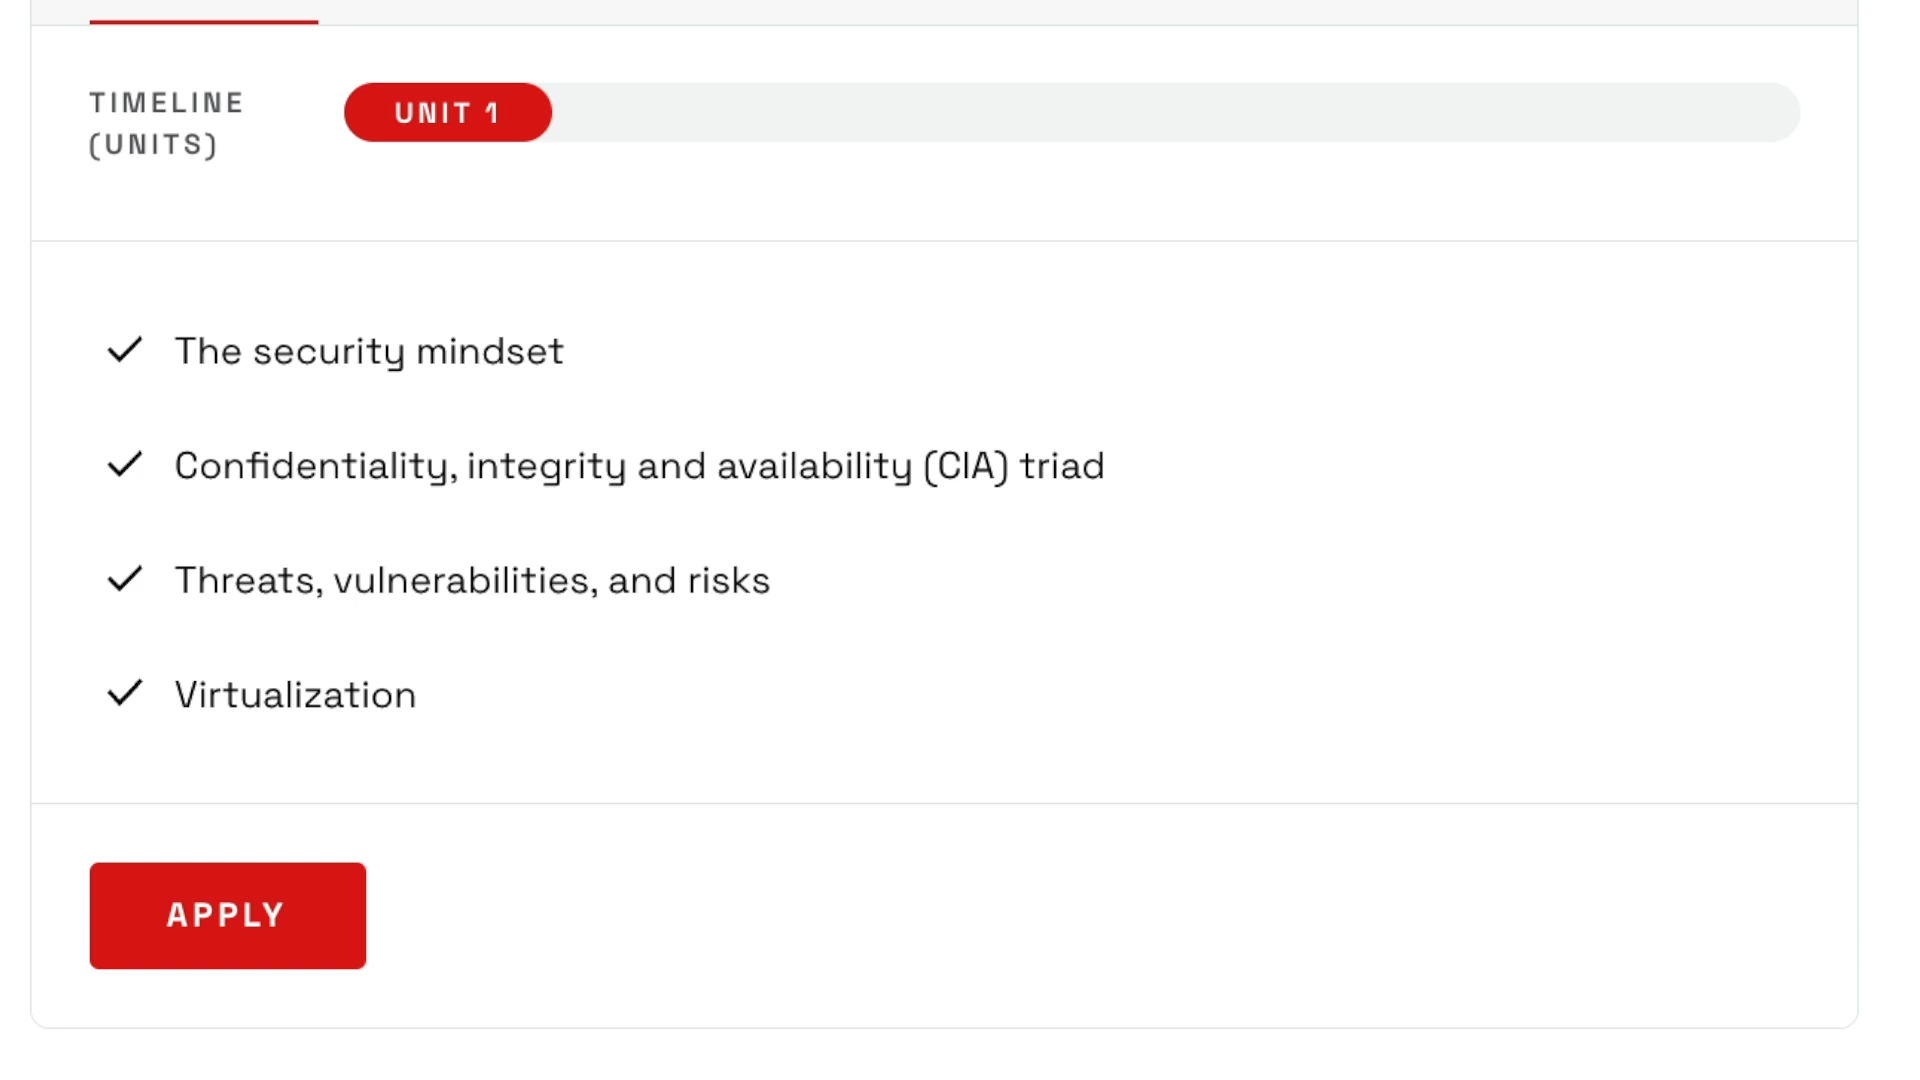 TIMELINE
(UNITS)
UNIT 1
The security mindset
Confidentiality, integrity and availability (CIA) triad
Threats, vulnerabilities, and risks
Virtualization
APPLY